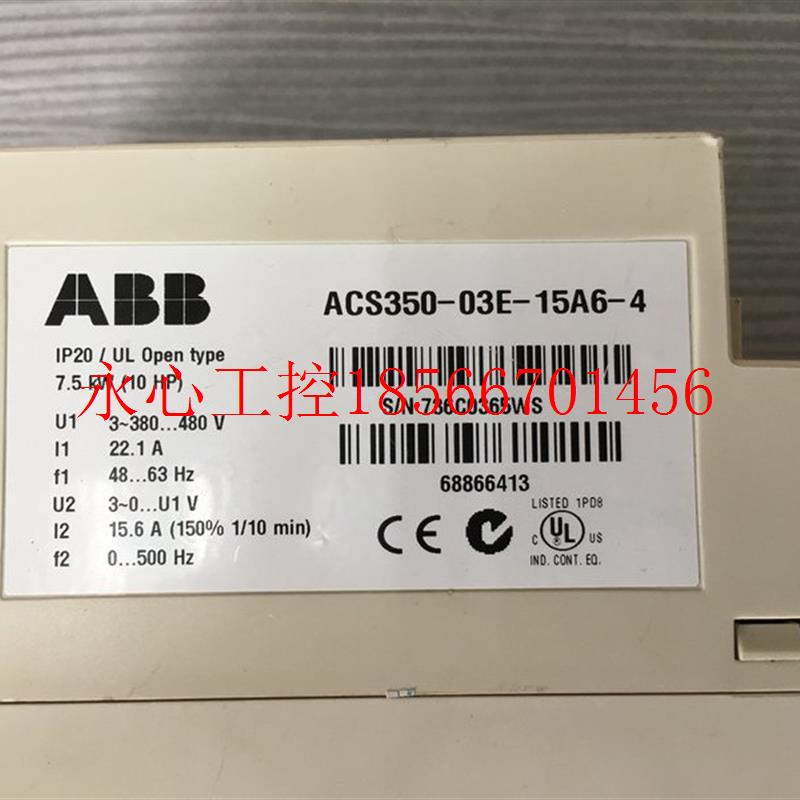 ABB
ACS350-03E-15A6-4
IP20 / UL Open type
7.5 kW (10 HP)
永心工控18566701456
U1 3~380...480 V
I1 22.1 A
f1 48...63 Hz
U2 3~0...U1 V
I2 15.6 A (150% 1/10 min)
f2 0...500 Hz
68866413
CE
LISTED 1PD8
C UL US
IND. CONT. EQ.